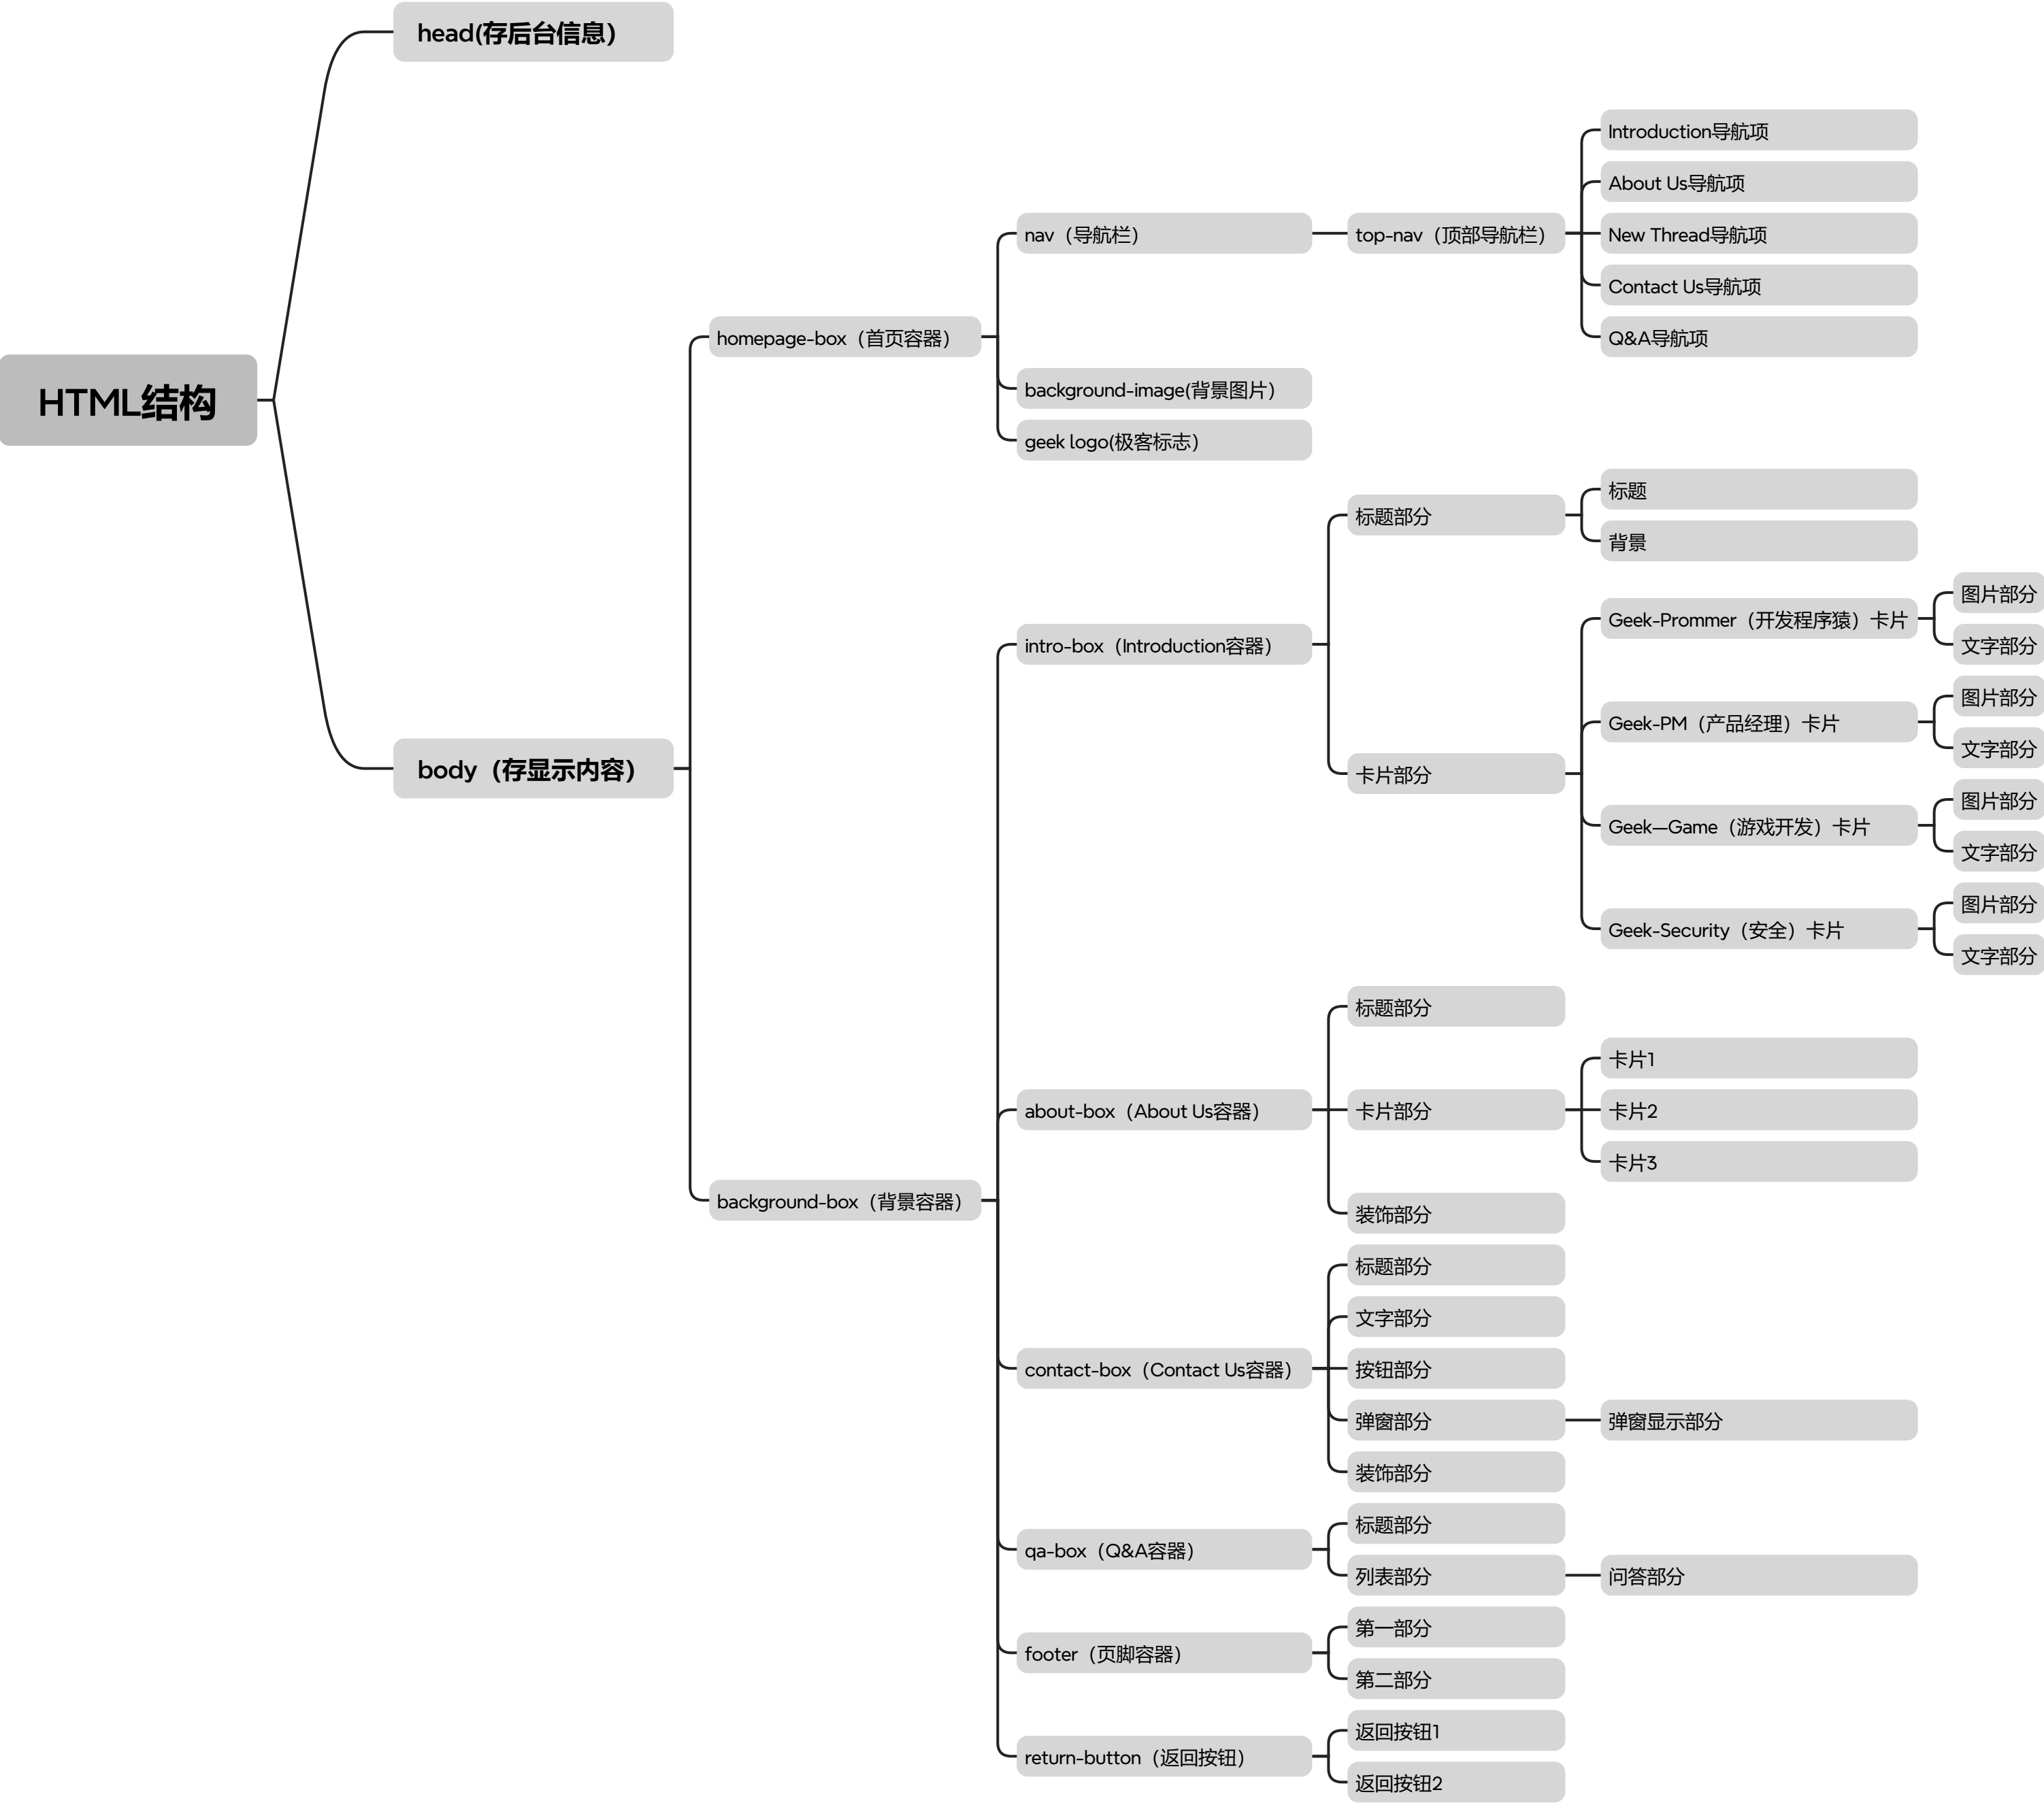 HTML结构
head(存后台信息)
body（存显示内容）
homepage-box（首页容器）
nav（导航栏）
top-nav（顶部导航栏）
Introduction导航项
About Us导航项
New Thread导航项
Contact Us导航项
Q&A导航项
background-image(背景图片)
geek logo(极客标志)
background-box（背景容器）
intro-box（Introduction容器）
标题部分
标题
背景
卡片部分
Geek-Prommer（开发程序猿）卡片
图片部分
文字部分
Geek-PM（产品经理）卡片
图片部分
文字部分
Geek—Game（游戏开发）卡片
图片部分
文字部分
Geek-Security（安全）卡片
图片部分
文字部分
about-box（About Us容器）
标题部分
卡片部分
卡片1
卡片2
卡片3
装饰部分
contact-box（Contact Us容器）
标题部分
文字部分
按钮部分
弹窗部分
弹窗显示部分
装饰部分
qa-box（Q&A容器）
标题部分
列表部分
问答部分
footer（页脚容器）
第一部分
第二部分
return-button（返回按钮）
返回按钮1
返回按钮2